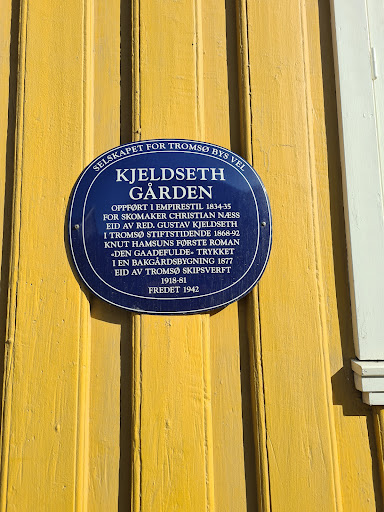 SELSKAPET FOR TROMSØ BYS VEL
KJELDSETH
GÅRDEN
OPPFØRT I EMPIRESTIL 1834-35
FOR SKOMAKER CHRISTIAN NÆSS
EID AV RED. GUSTAV KJELDSETH
I TROMSØ STIFTSTIDENDE 1868-92
KNUT HAMSUNS FØRSTE ROMAN
«DEN GAADEFULDE» TRYKKET
I EN BAKGÅRDSBYGNING 1877
EID AV TROMSØ SKIPSVERFT
1918-81
FREDET 1942